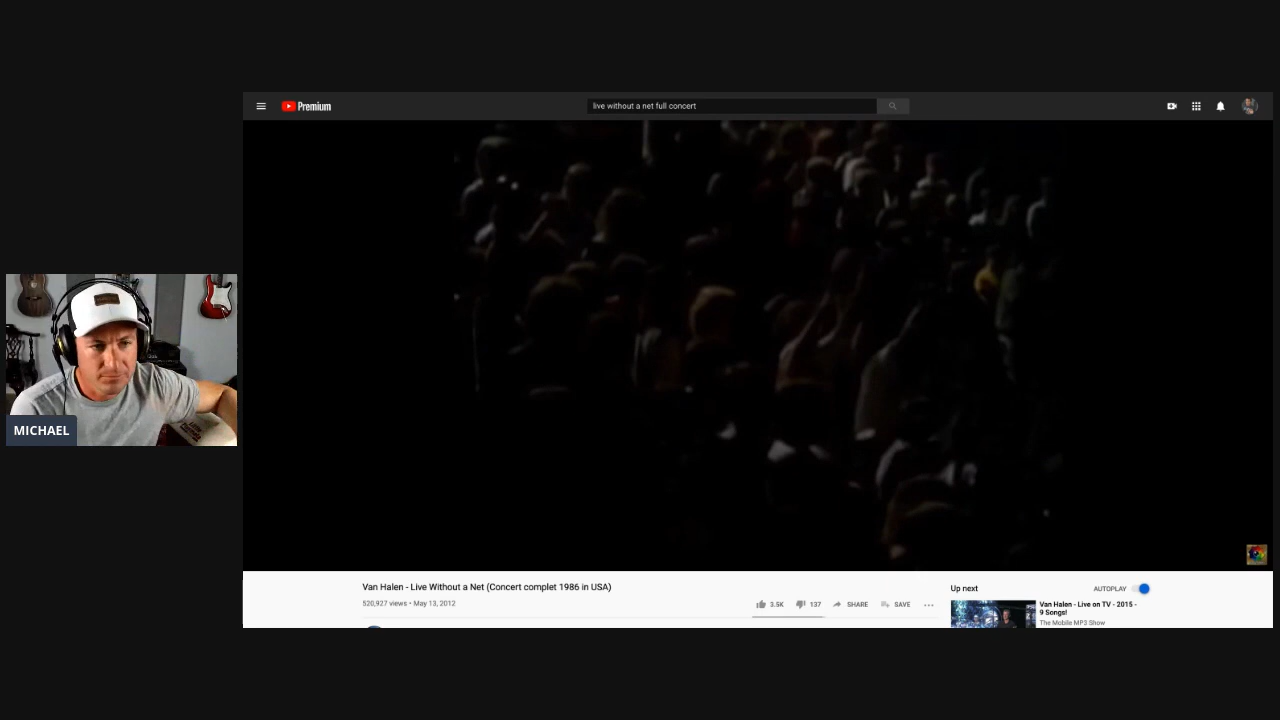 Premium
live without a net full concert
MICHAEL
Van Halen - Live Without a Net (Concert complet 1986 in USA)
520,927 views • May 13, 2012
3.5K
137
SHARE
SAVE
Up next
AUTOPLAY
Van Halen - Live on TV - 2015 -
9 Songs!
The Mobile MP3 Show